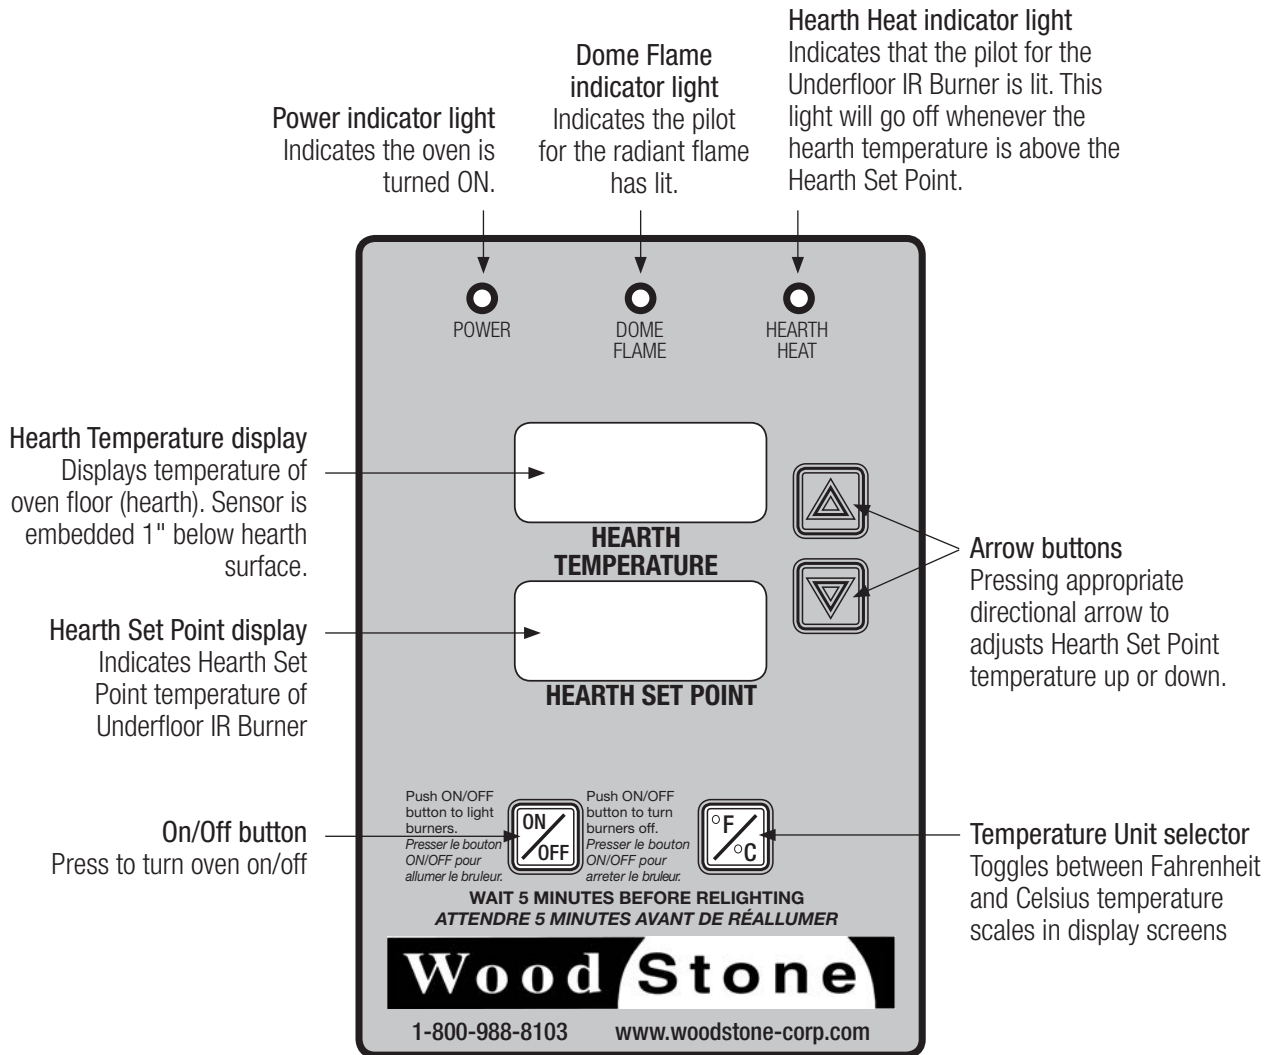 Hearth Heat indicator light
Indicates that the pilot for the
Underfloor IR Burner is lit. This
light will go off whenever the
hearth temperature is above the
Hearth Set Point.
Dome Flame
indicator light
Indicates the pilot
for the radiant flame
has lit.
Power indicator light
Indicates the oven is
turned ON.
POWER
DOME
FLAME
HEARTH
HEAT
Hearth Temperature display
Displays temperature of
oven floor (hearth). Sensor is
embedded 1" below hearth
surface.
HEARTH
TEMPERATURE
Arrow buttons
Pressing appropriate
directional arrow to
adjusts Hearth Set Point
temperature up or down.
Hearth Set Point display
Indicates Hearth Set
Point temperature of
Underfloor IR Burner
HEARTH SET POINT
On/Off button
Press to turn oven on/off
Push ON/OFF
button to light
burners.
Presser le bouton
ON/OFF pour
allumer le bruleur.
ON
OFF
Push ON/OFF
button to turn
burners off.
Presser le bouton
ON/OFF pour
arreter le bruleur.
°F
°C
Temperature Unit selector
Toggles between Fahrenheit
and Celsius temperature
scales in display screens
WAIT 5 MINUTES BEFORE RELIGHTING
ATTENDRE 5 MINUTES AVANT DE RÉALLUMER
Wood Stone
1-800-988-8103 www.woodstone-corp.com